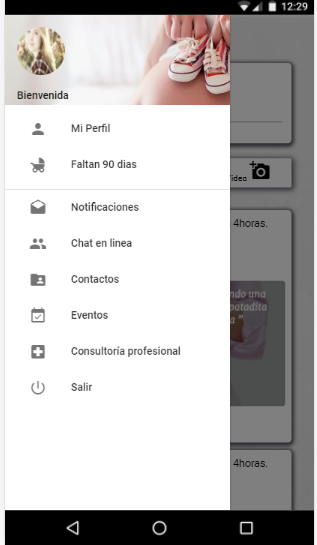 12:29
Bienvenida
Mi Perfil
Faltan 90 dias
Notificaciones
Chat en linea
Contactos
Eventos
Consultoría profesional
Salir
4horas.
4horas.